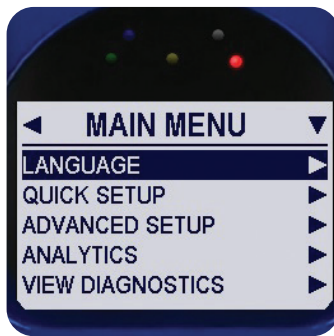 MAIN MENU
LANGUAGE
QUICK SETUP
ADVANCED SETUP
ANALYTICS
VIEW DIAGNOSTICS